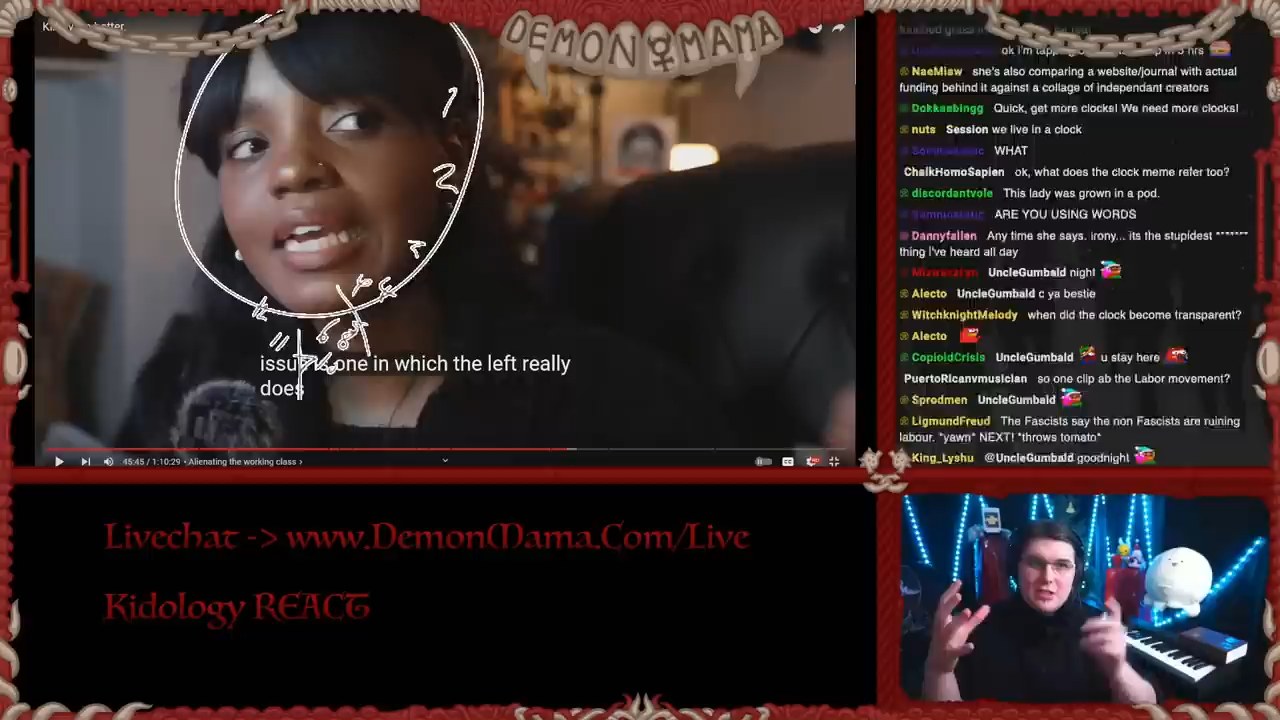 DEMON MAMA
1
2
issue is one in which the left really
does
45:45 / 1:10:29 • Alienating the working class ›
Livechat -> www.DemonMama.Com/Live
Kidology REACT
NaeMiaw she's also comparing a website/journal with actual
funding behind it against a collage of independant creators
Dokkanbingg Quick, get more clocks! We need more clocks!
nuts Session we live in a clock
WHAT
ChalkHomoSapien ok, what does the clock meme refer too?
discordantvole This lady was grown in a pod.
ARE YOU USING WORDS
Dannyfallen Any time she says. irony... its the stupidest *******
thing I've heard all day
UncleGumbald night
Alecto UncleGumbald c ya bestie
WitchknightMelody when did the clock become transparent?
Alecto
CopioidCrisis UncleGumbald u stay here
PuertoRicanvmusician so one clip ab the Labor movement?
Sprodmen UncleGumbald
LigmundFreud The Fascists say the non Fascists are ruining
labour. *yawn* NEXT! *throws tomato*
King_Lyshu @UncleGumbald goodnight